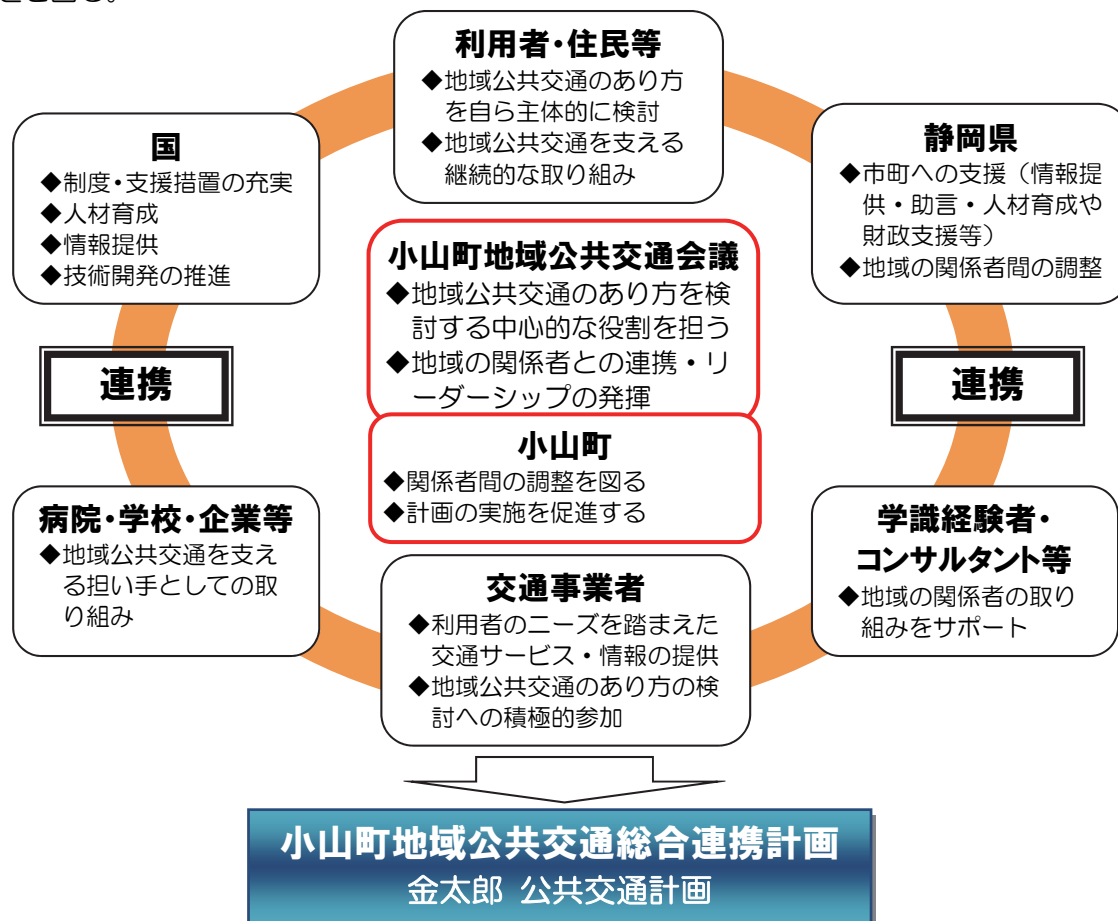 利用者・住民等
◆地域公共交通のあり方
を自ら主体的に検討
◆地域公共交通を支える
継続的な取り組み
国
◆制度・支援措置の充実
◆人材育成
◆情報提供
◆技術開発の推進
静岡県
◆市町への支援（情報提
供・助言・人材育成や
財政支援等）
◆地域の関係者間の調整
小山町地域公共交通会議
◆地域公共交通のあり方を検
討する中心的な役割を担う
◆地域の関係者との連携・リ
ーダーシップの発揮
連携
連携
小山町
◆関係者間の調整を図る
◆計画の実施を促進する
病院・学校・企業等
◆地域公共交通を支え
る担い手としての取
り組み
学識経験者・
コンサルタント等
◆地域の関係者の取り
組みをサポート
交通事業者
◆利用者のニーズを踏まえた
交通サービス・情報の提供
◆地域公共交通のあり方の検
討への積極的参加
小山町地域公共交通総合連携計画
金太郎 公共交通計画